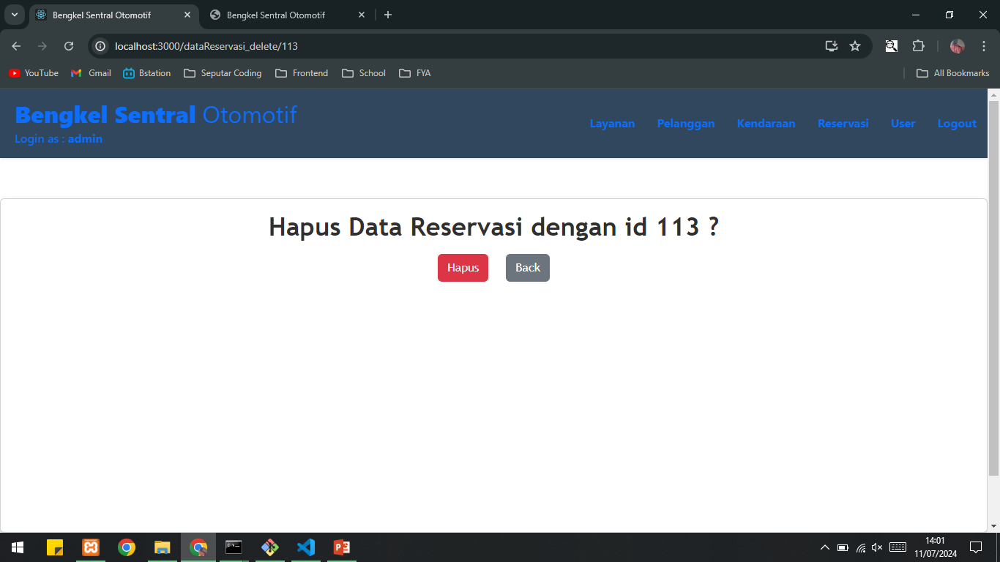 Bengkel Sentral Otomotif
Bengkel Sentral Otomotif
localhost:3000/dataReservasi_delete/113
YouTube Gmail Bstation Seputar Coding Frontend School FYA All Bookmarks
Bengkel Sentral Otomotif
Login as : admin
Layanan Pelanggan Kendaraan Reservasi User Logout
Hapus Data Reservasi dengan id 113 ?
Hapus Back
14:01
11/07/2024